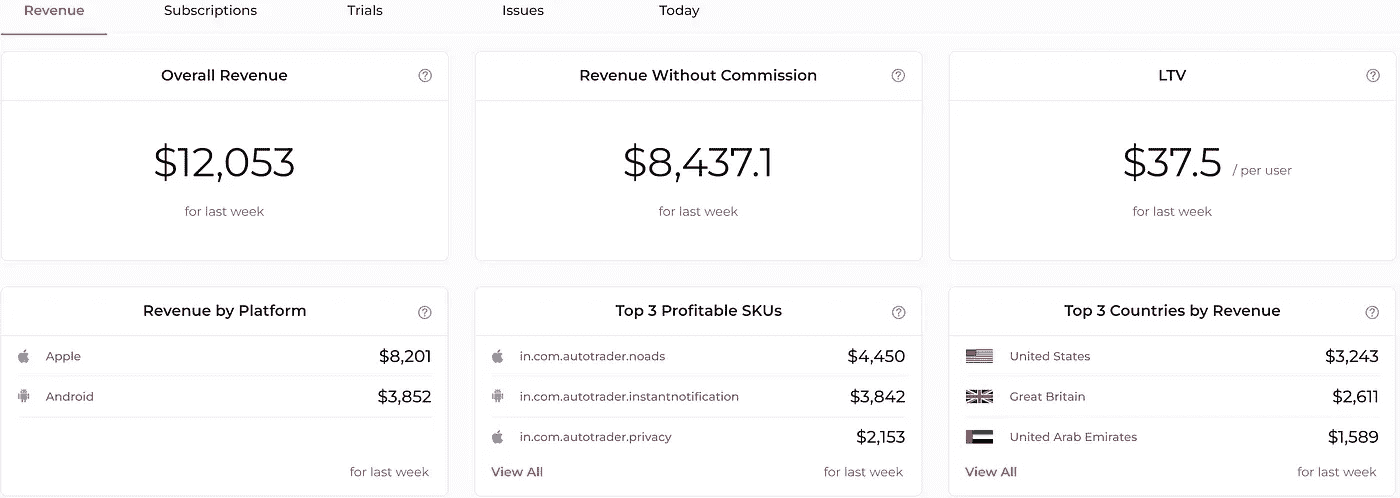 Revenue Subscriptions Trials Issues Today
Overall Revenue
$12,053
for last week
Revenue Without Commission
$8,437.1
for last week
LTV
$37.5 / per user
for last week
Revenue by Platform
Apple $8,201
Android $3,852
for last week
Top 3 Profitable SKUs
in.com.autotrader.noads $4,450
in.com.autotrader.instantnotification $3,842
in.com.autotrader.privacy $2,153
View All for last week
Top 3 Countries by Revenue
United States $3,243
Great Britain $2,611
United Arab Emirates $1,589
View All for last week